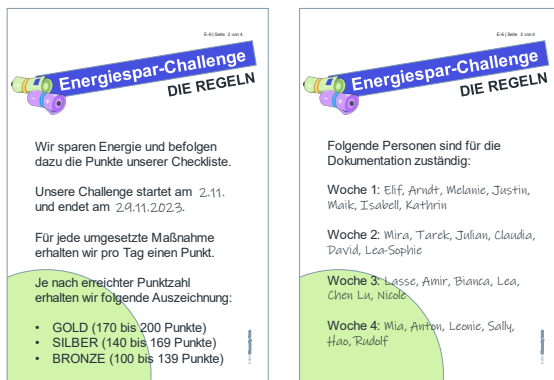 E-6 | Seite 2 von 4
Energiespar-Challenge
DIE REGELN
Wir sparen Energie und befolgen
dazu die Punkte unserer Checkliste.
Unsere Challenge startet am 2.11.
und endet am 29.11.2023.
Für jede umgesetzte Maßnahme
erhalten wir pro Tag einen Punkt.
Je nach erreichter Punktzahl
erhalten wir folgende Auszeichnung:
• GOLD (170 bis 200 Punkte)
• SILBER (140 bis 169 Punkte)
• BRONZE (100 bis 139 Punkte)
E-6 | Seite 3 von 4
Energiespar-Challenge
DIE REGELN
Folgende Personen sind für die
Dokumentation zuständig:
Woche 1: Elif, Arndt, Melanie, Justin,
Maik, Isabell, Kathrin
Woche 2: Mira, Tarek, Julian, Claudia,
David, Lea-Sophie
Woche 3: Lasse, Amir, Bianca, Lea,
Chen Lu, Nicole
Woche 4: Mia, Anton, Leonie, Sally,
Hao, Rudolf